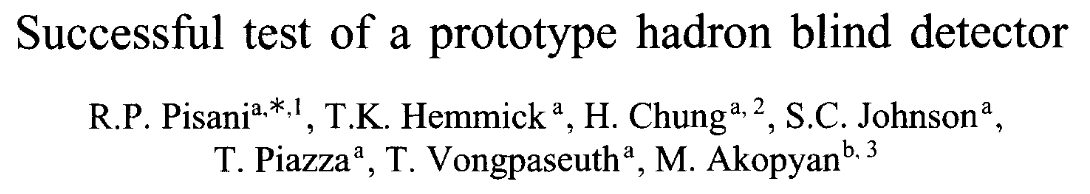 Successful test of a prototype hadron blind detector
R.P. Pisani a,*,1, T.K. Hemmick a, H. Chung a, 2, S.C. Johnson a,
T. Piazza a, T. Vongpaseuth a, M. Akopyan b, 3